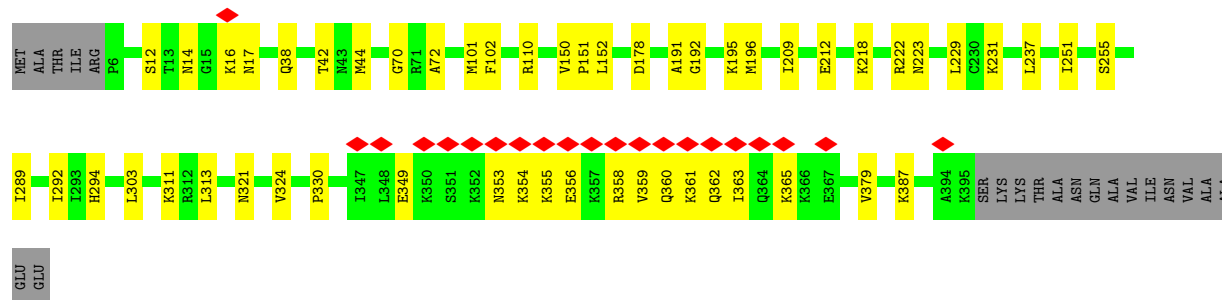 MET ALA THR ILE ARG P6 S12 T13 N14 G15 K16 N17 Q38 T42 N43 M44 G70 R71 A72 M101 F102 R110 V150 P151 L152 D178 A191 G192 K195 M196 I209 E212 K218 R222 N223 L229 C230 K231 L237 I251 S255
I289 I292 I293 H294 L303 K311 R312 L313 N321 V324 P330 I347 L348 E349 K350 S351 K352 N353 K354 K355 E356 K357 R358 V359 Q360 K361 Q362 I363 Q364 K365 K366 E367 V379 K387 A394 K395 SER LYS LYS THR ALA ASN GLN ALA VAL ILE ASN VAL ALA ALA
GLU GLU